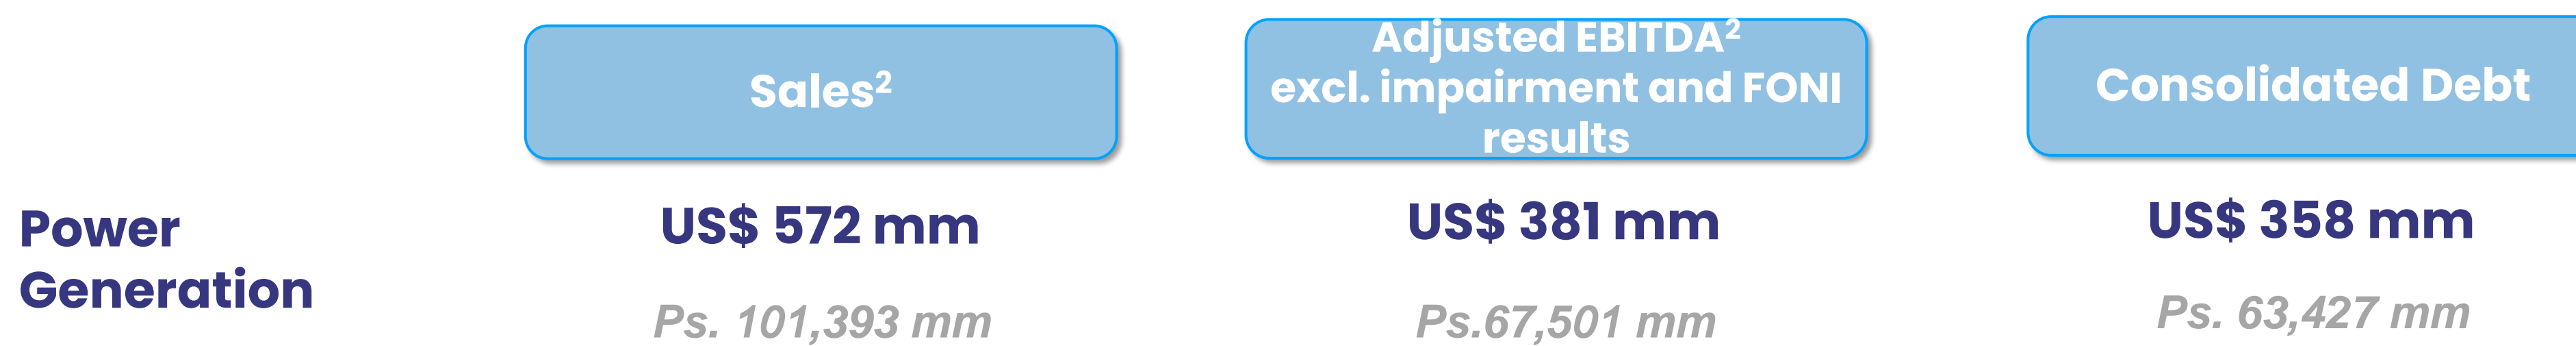 Sales²
Adjusted EBITDA²
excl. impairment and FONI
results
Consolidated Debt
Power
Generation
US$ 572 mm
US$ 381 mm
US$ 358 mm
Ps. 101,393 mm
Ps.67,501 mm
Ps. 63,427 mm